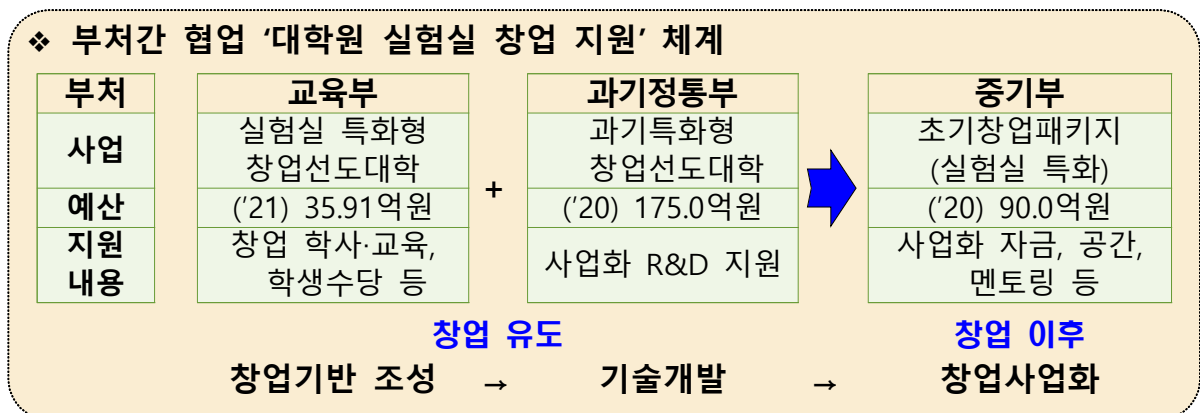 ❖ 부처간 협업 ‘대학원 실험실 창업 지원’ 체계
부처 교육부 과기정통부 중기부
사업 실험실 특화형 창업선도대학 + 과기특화형 창업선도대학 초기창업패키지 (실험실 특화)
예산 (‘21) 35.91억원 (‘20) 175.0억원 (‘20) 90.0억원
지원 내용 창업 학사·교육, 학생수당 등 사업화 R&D 지원 사업화 자금, 공간, 멘토링 등
창업 유도 창업 이후
창업기반 조성 → 기술개발 → 창업사업화